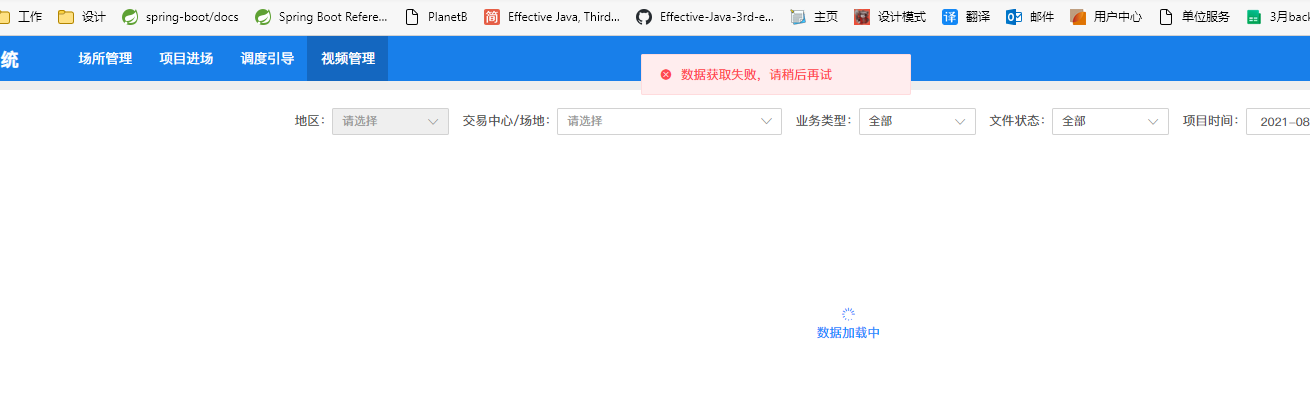 工作 设计 spring-boot/docs Spring Boot Refere... PlanetB 简 Effective Java, Third... Effective-Java-3rd-e... 主页 设计模式 译 翻译 邮件 用户中心 单位服务 3月back
统 场所管理 项目进场 调度引导 视频管理
数据获取失败，请稍后再试
地区： 请选择 交易中心/场地： 请选择 业务类型： 全部 文件状态： 全部 项目时间： 2021-08
数据加载中